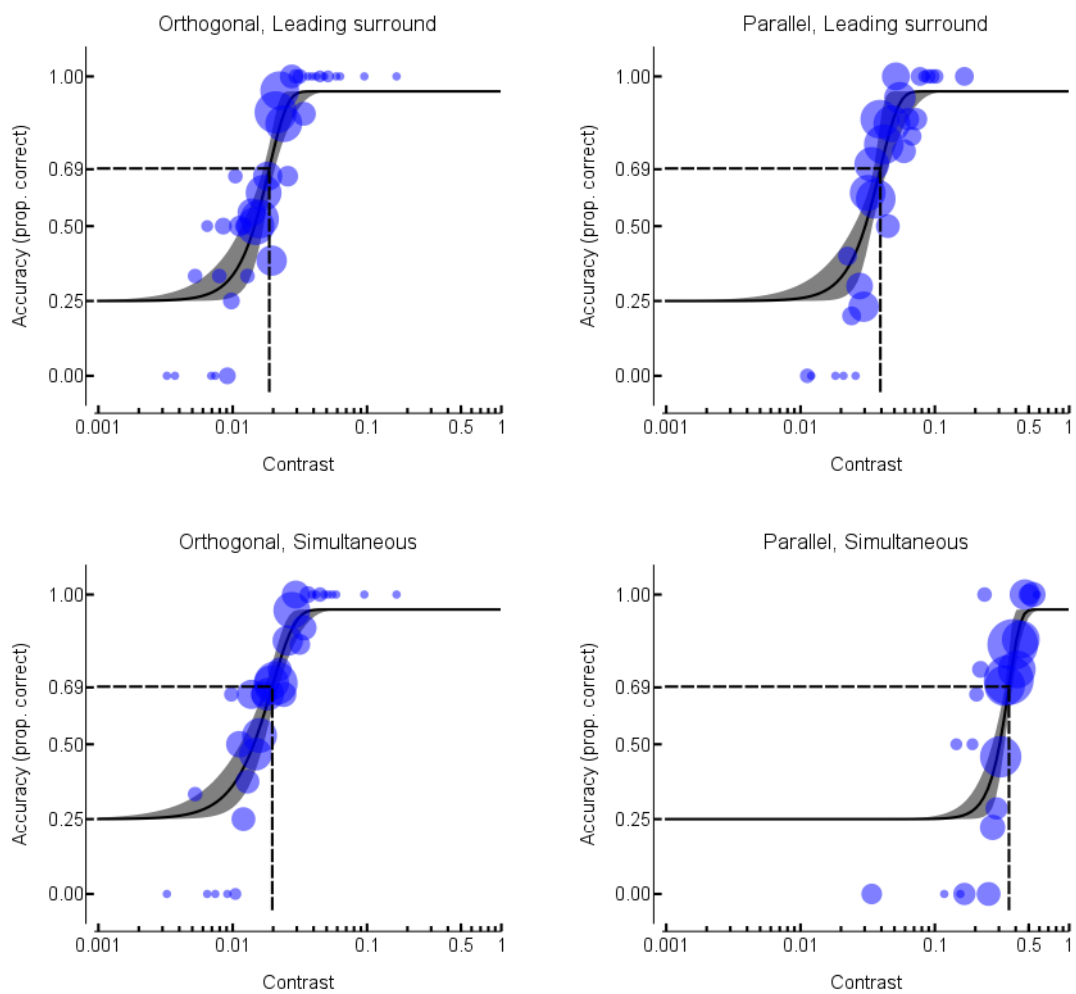 Orthogonal, Leading surround
Accuracy (prop. correct)
1.00
0.69
0.50
0.25
0.00
0.001 0.01 0.1 0.5 1
Contrast
Parallel, Leading surround
Accuracy (prop. correct)
1.00
0.69
0.50
0.25
0.00
0.001 0.01 0.1 0.5 1
Contrast
Orthogonal, Simultaneous
Accuracy (prop. correct)
1.00
0.69
0.50
0.25
0.00
0.001 0.01 0.1 0.5 1
Contrast
Parallel, Simultaneous
Accuracy (prop. correct)
1.00
0.69
0.50
0.25
0.00
0.001 0.01 0.1 0.5 1
Contrast